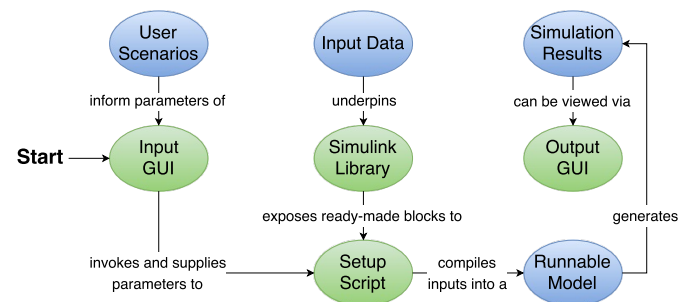 User
Scenarios
Input Data
Simulation
Results
inform parameters of
underpins
can be viewed via
Start
Input
GUI
Simulink
Library
Output
GUI
exposes ready-made blocks to
generates
invokes and supplies
parameters to
Setup
Script
compiles
inputs into a
Runnable
Model